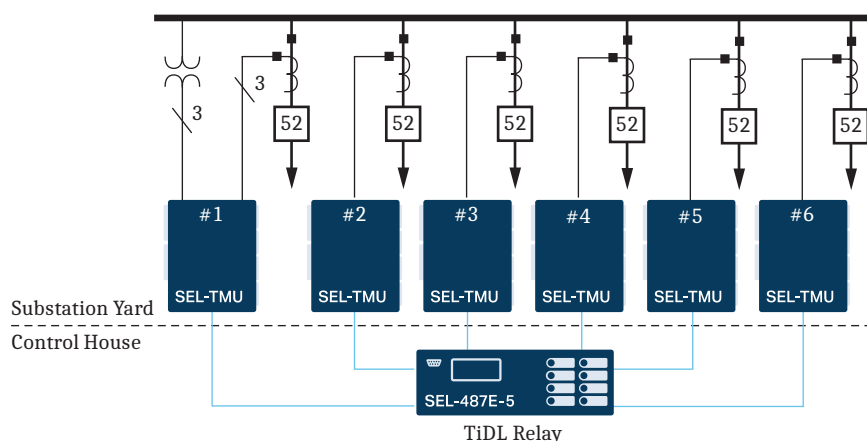 3
3
52
52
52
52
52
52
#1
#2
#3
#4
#5
#6
SEL-TMU
SEL-TMU
SEL-TMU
SEL-TMU
SEL-TMU
SEL-TMU
Substation Yard
Control House
SEL-487E-5
TiDL Relay